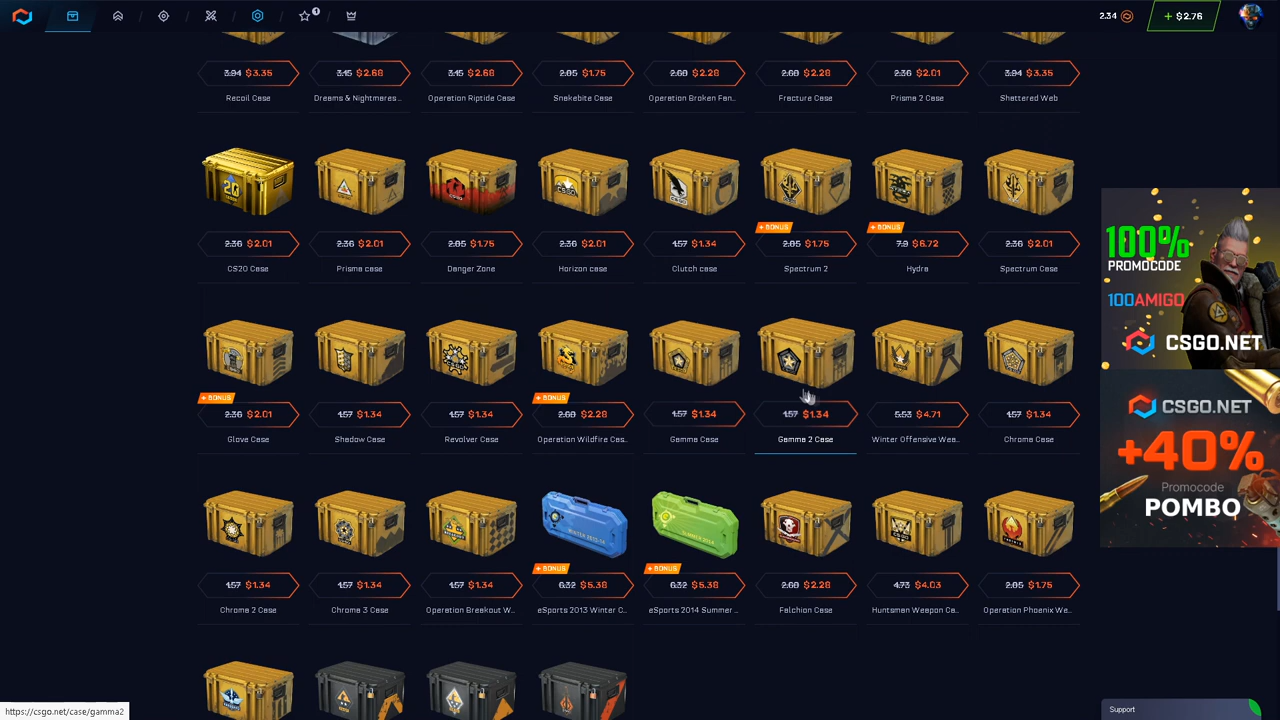 1
2.34
+ $2.76
3.94 $3.35
3.15 $2.68
3.15 $2.68
2.05 $1.75
2.68 $2.28
2.68 $2.28
2.36 $2.01
3.94 $3.35
Recoil Case
Dreams & Nightmares ...
Operation Riptide Case
Snakebite Case
Operation Broken Fan...
Fracture Case
Prisma 2 Case
Shattered Web
20
CS:GO
+ BONUS
+ BONUS
2.36 $2.01
2.36 $2.01
2.05 $1.75
2.36 $2.01
1.57 $1.34
2.05 $1.75
7.9 $6.72
2.36 $2.01
CS20 Case
Prisma case
Danger Zone
Horizon case
Clutch case
Spectrum 2
Hydra
Spectrum Case
100%
PROMOCODE
100AMIGO
CSGO.NET
+ BONUS
+ BONUS
2.36 $2.01
1.57 $1.34
1.57 $1.34
2.68 $2.28
1.57 $1.34
1.57 $1.34
5.53 $4.71
1.57 $1.34
Glove Case
Shadow Case
Revolver Case
Operation Wildfire Cas...
Gamma Case
Gamma 2 Case
Winter Offensive Wea...
Chroma Case
CSGO.NET
+40%
Promocode
POMBO
WINTER 2013-14
SUMMER 2014
+ BONUS
+ BONUS
1.57 $1.34
1.57 $1.34
1.57 $1.34
6.32 $5.38
6.32 $5.38
2.68 $2.28
4.73 $4.03
2.05 $1.75
Chroma 2 Case
Chroma 3 Case
Operation Breakout W...
eSports 2013 Winter C...
eSports 2014 Summer ...
Falchion Case
Huntsman Weapon Ca...
Operation Phoenix We...
https://csgo.net/case/gamma2
Support